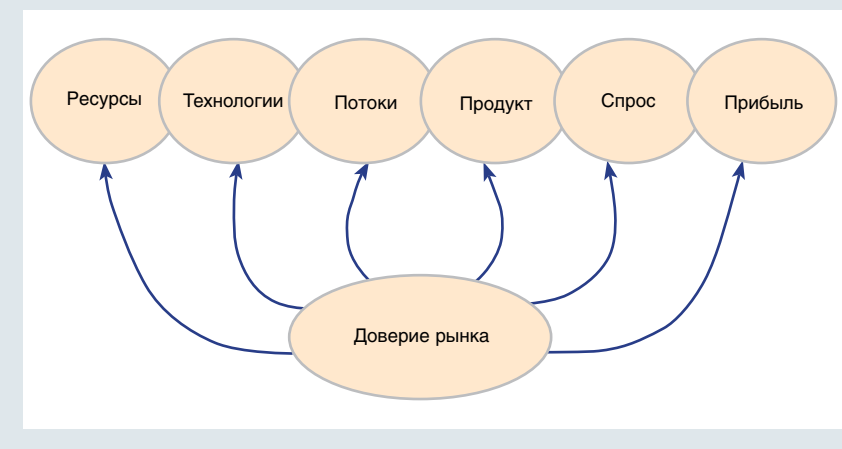 Ресурсы
Технологии
Потоки
Продукт
Спрос
Прибыль
Доверие рынка